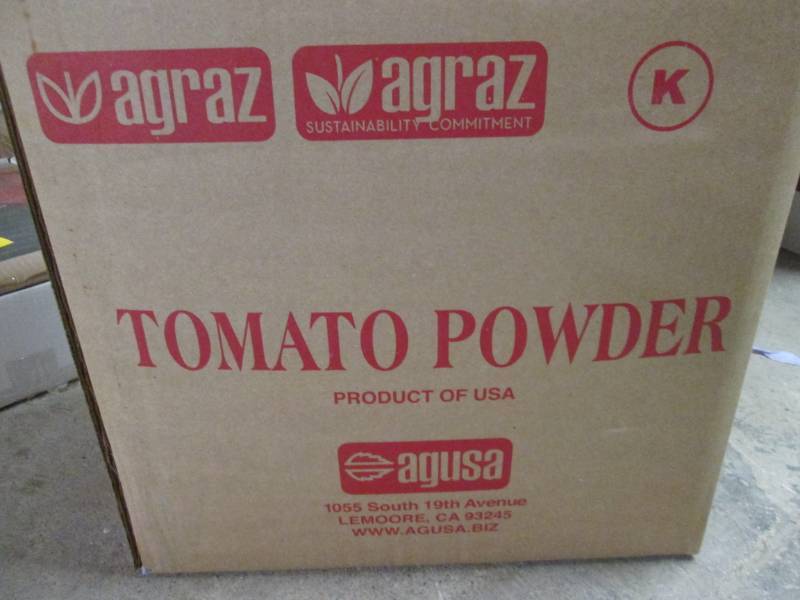 agraz
agraz
SUSTAINABILITY COMMITMENT
K
TOMATO POWDER
PRODUCT OF USA
agusa
1055 South 19th Avenue
LEMOORE, CA 93245
WWW.AGUSA.BIZ